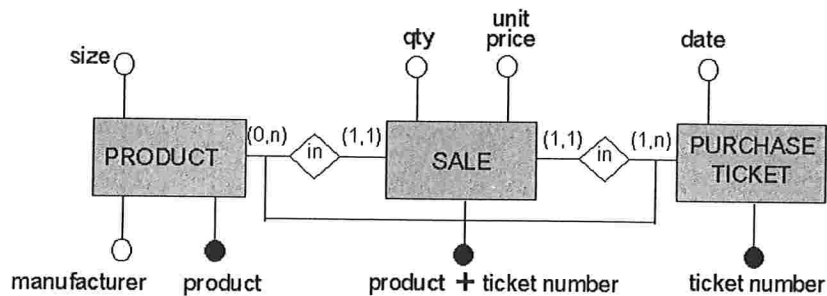 unit
qty
price
date
size
(0,n)
(1,1)
(1,1)
(1,n)
PRODUCT
in
SALE
in
PURCHASE
TICKET
manufacturer
product
product + ticket number
ticket number